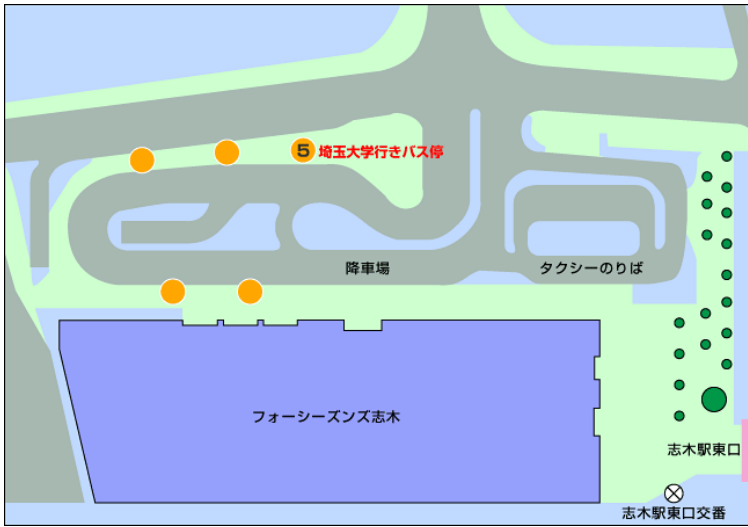 5 埼玉大学行きバス停
降車場
タクシーのりば
フォーシーズンズ志木
志木駅東口
志木駅東口交番